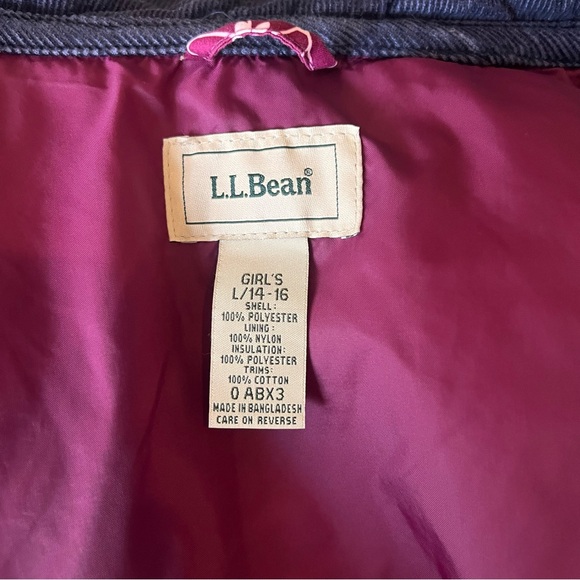 L.L.Bean®
GIRL'S
L/14-16
SHELL:
100% POLYESTER
LINING:
100% NYLON
INSULATION:
100% POLYESTER
TRIMS:
100% COTTON
0 ABX3
MADE IN BANGLADESH
CARE ON REVERSE